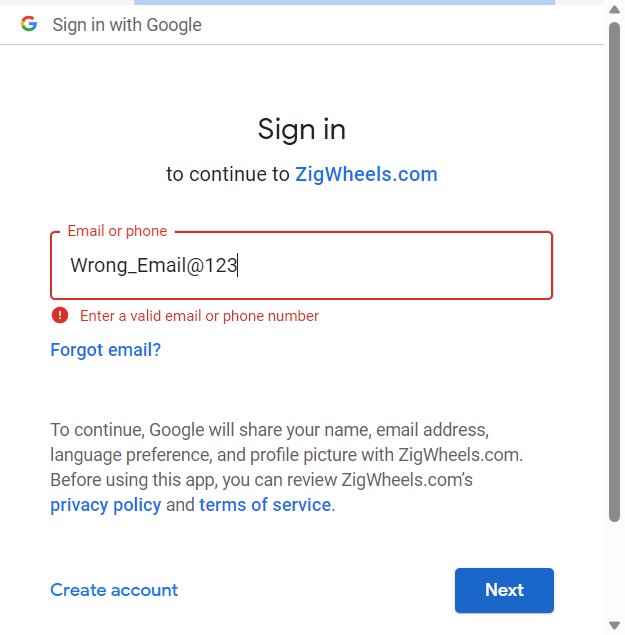 Sign in with Google
Sign in
to continue to ZigWheels.com
Email or phone
Wrong_Email@123
Enter a valid email or phone number
Forgot email?
To continue, Google will share your name, email address,
language preference, and profile picture with ZigWheels.com.
Before using this app, you can review ZigWheels.com’s
privacy policy and terms of service.
Create account
Next